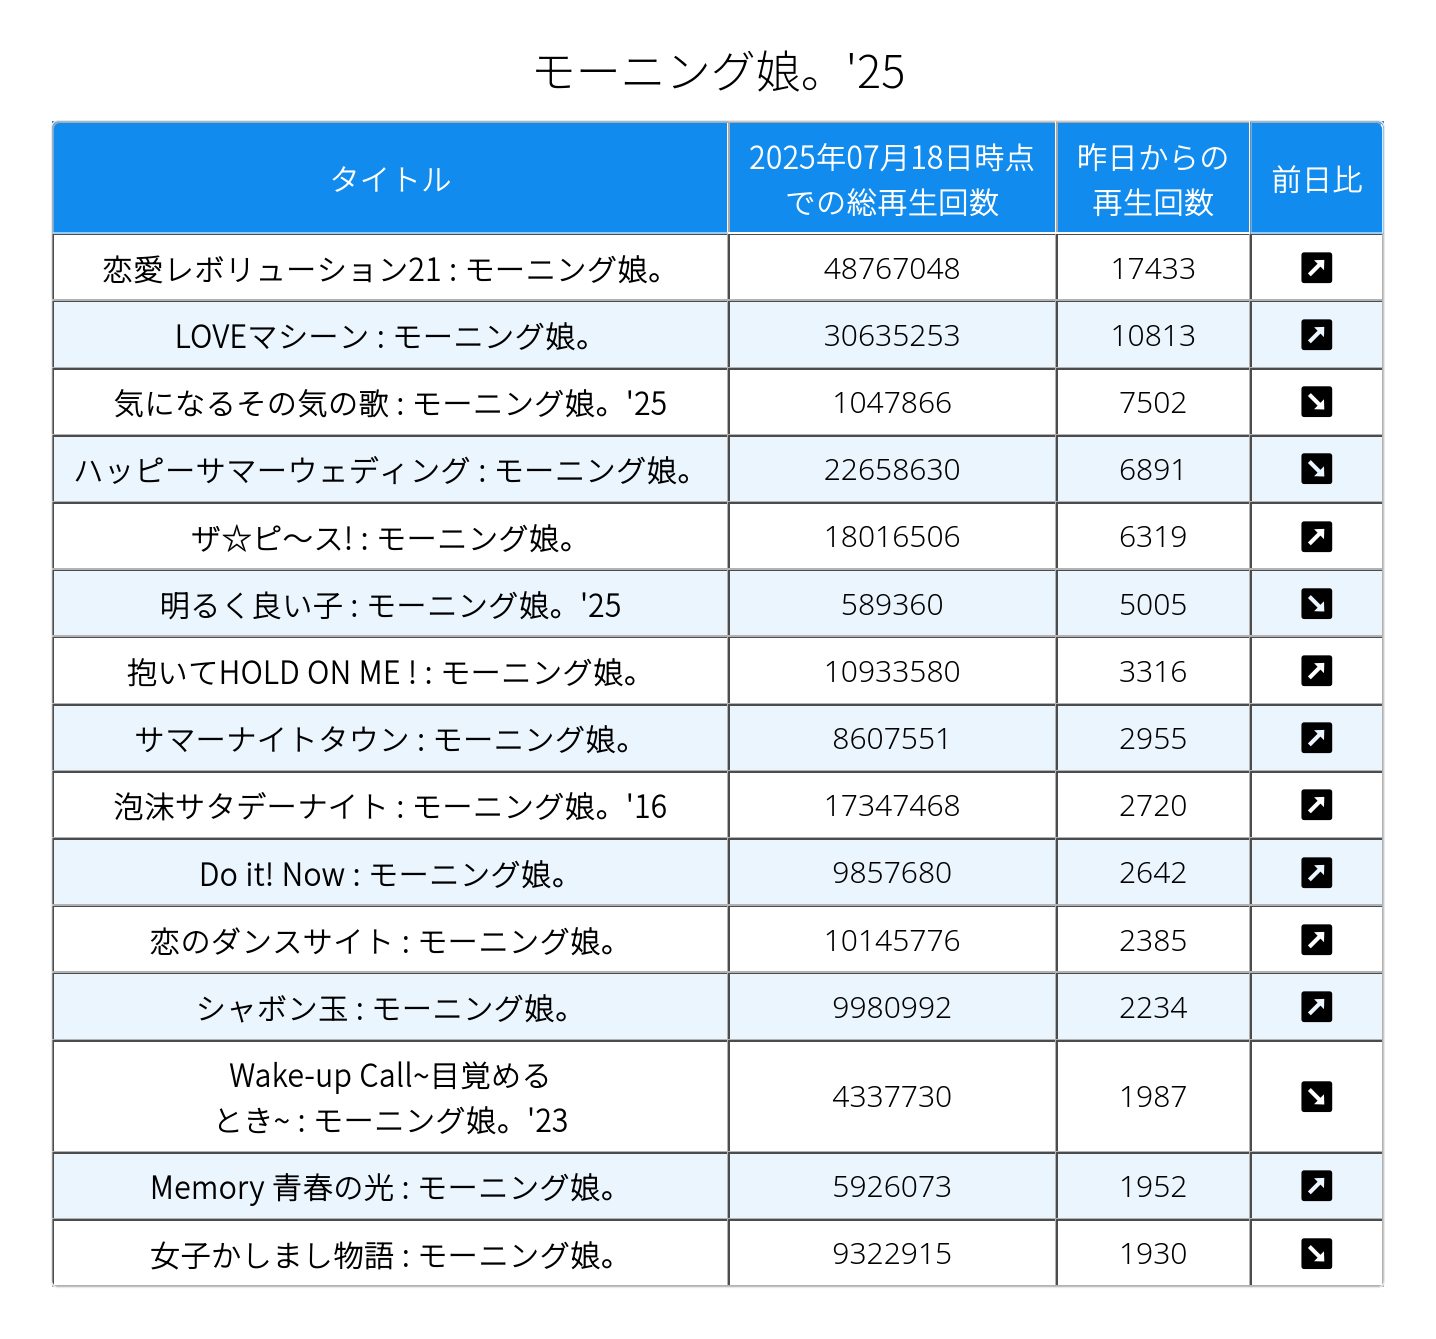 モーニング娘。'25
タイトル
2025年07月18日時点
での総再生回数
昨日からの
再生回数
前日比
恋愛レボリューション21 : モーニング娘。 48767048 17433
LOVEマシーン : モーニング娘。 30635253 10813
気になるその気の歌 : モーニング娘。'25 1047866 7502
ハッピーサマーウェディング : モーニング娘。 22658630 6891
ザ☆ピ〜ス! : モーニング娘。 18016506 6319
明るく良い子 : モーニング娘。'25 589360 5005
抱いてHOLD ON ME ! : モーニング娘。 10933580 3316
サマーナイトタウン : モーニング娘。 8607551 2955
泡沫サタデーナイト : モーニング娘。'16 17347468 2720
Do it! Now : モーニング娘。 9857680 2642
恋のダンスサイト : モーニング娘。 10145776 2385
シャボン玉 : モーニング娘。 9980992 2234
Wake-up Call~目覚める
とき~ : モーニング娘。'23 4337730 1987
Memory 青春の光 : モーニング娘。 5926073 1952
女子かしまし物語 : モーニング娘。 9322915 1930